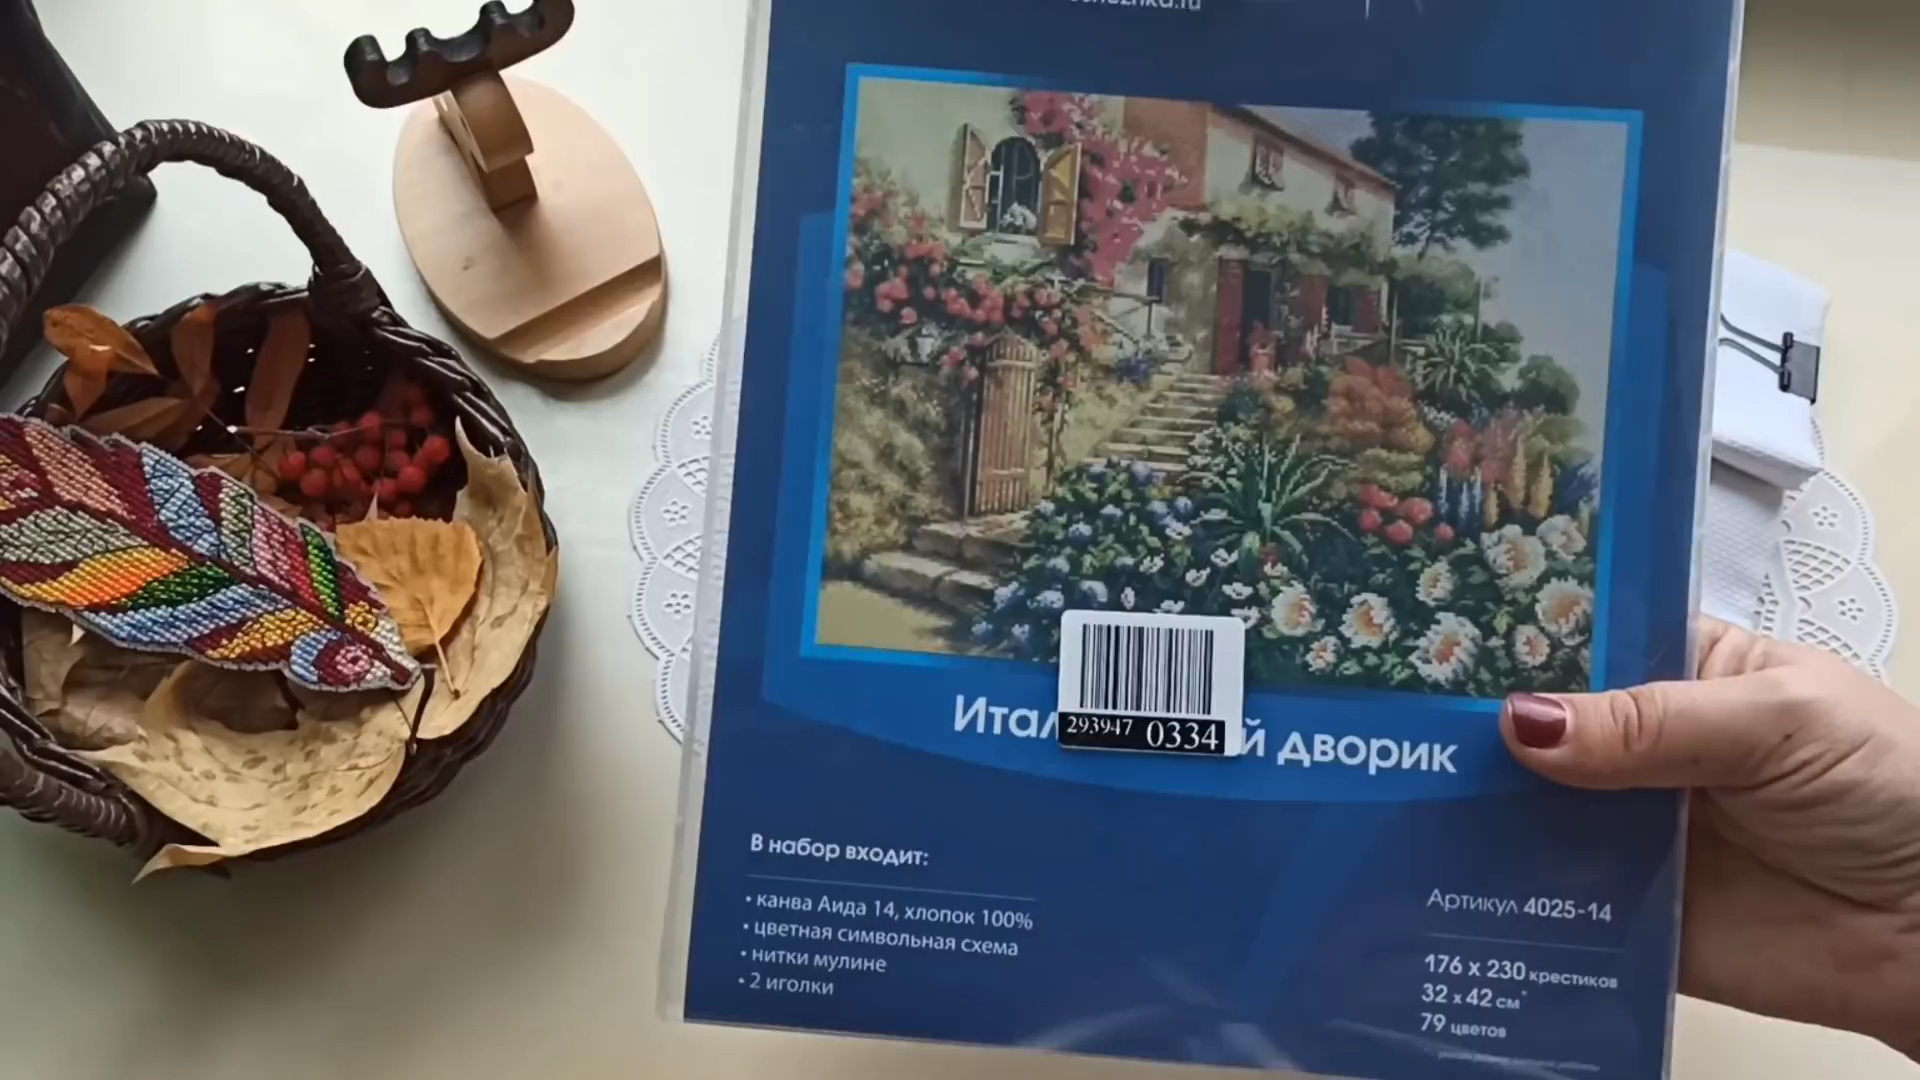 Итал й дворик
293947 0334
В набор входит:
• канва Аида 14, хлопок 100%
• цветная символьная схема
• нитки мулине
• 2 иголки
Артикул 4025-14
176 x 230 крестиков
32 x 42 см*
79 цветов